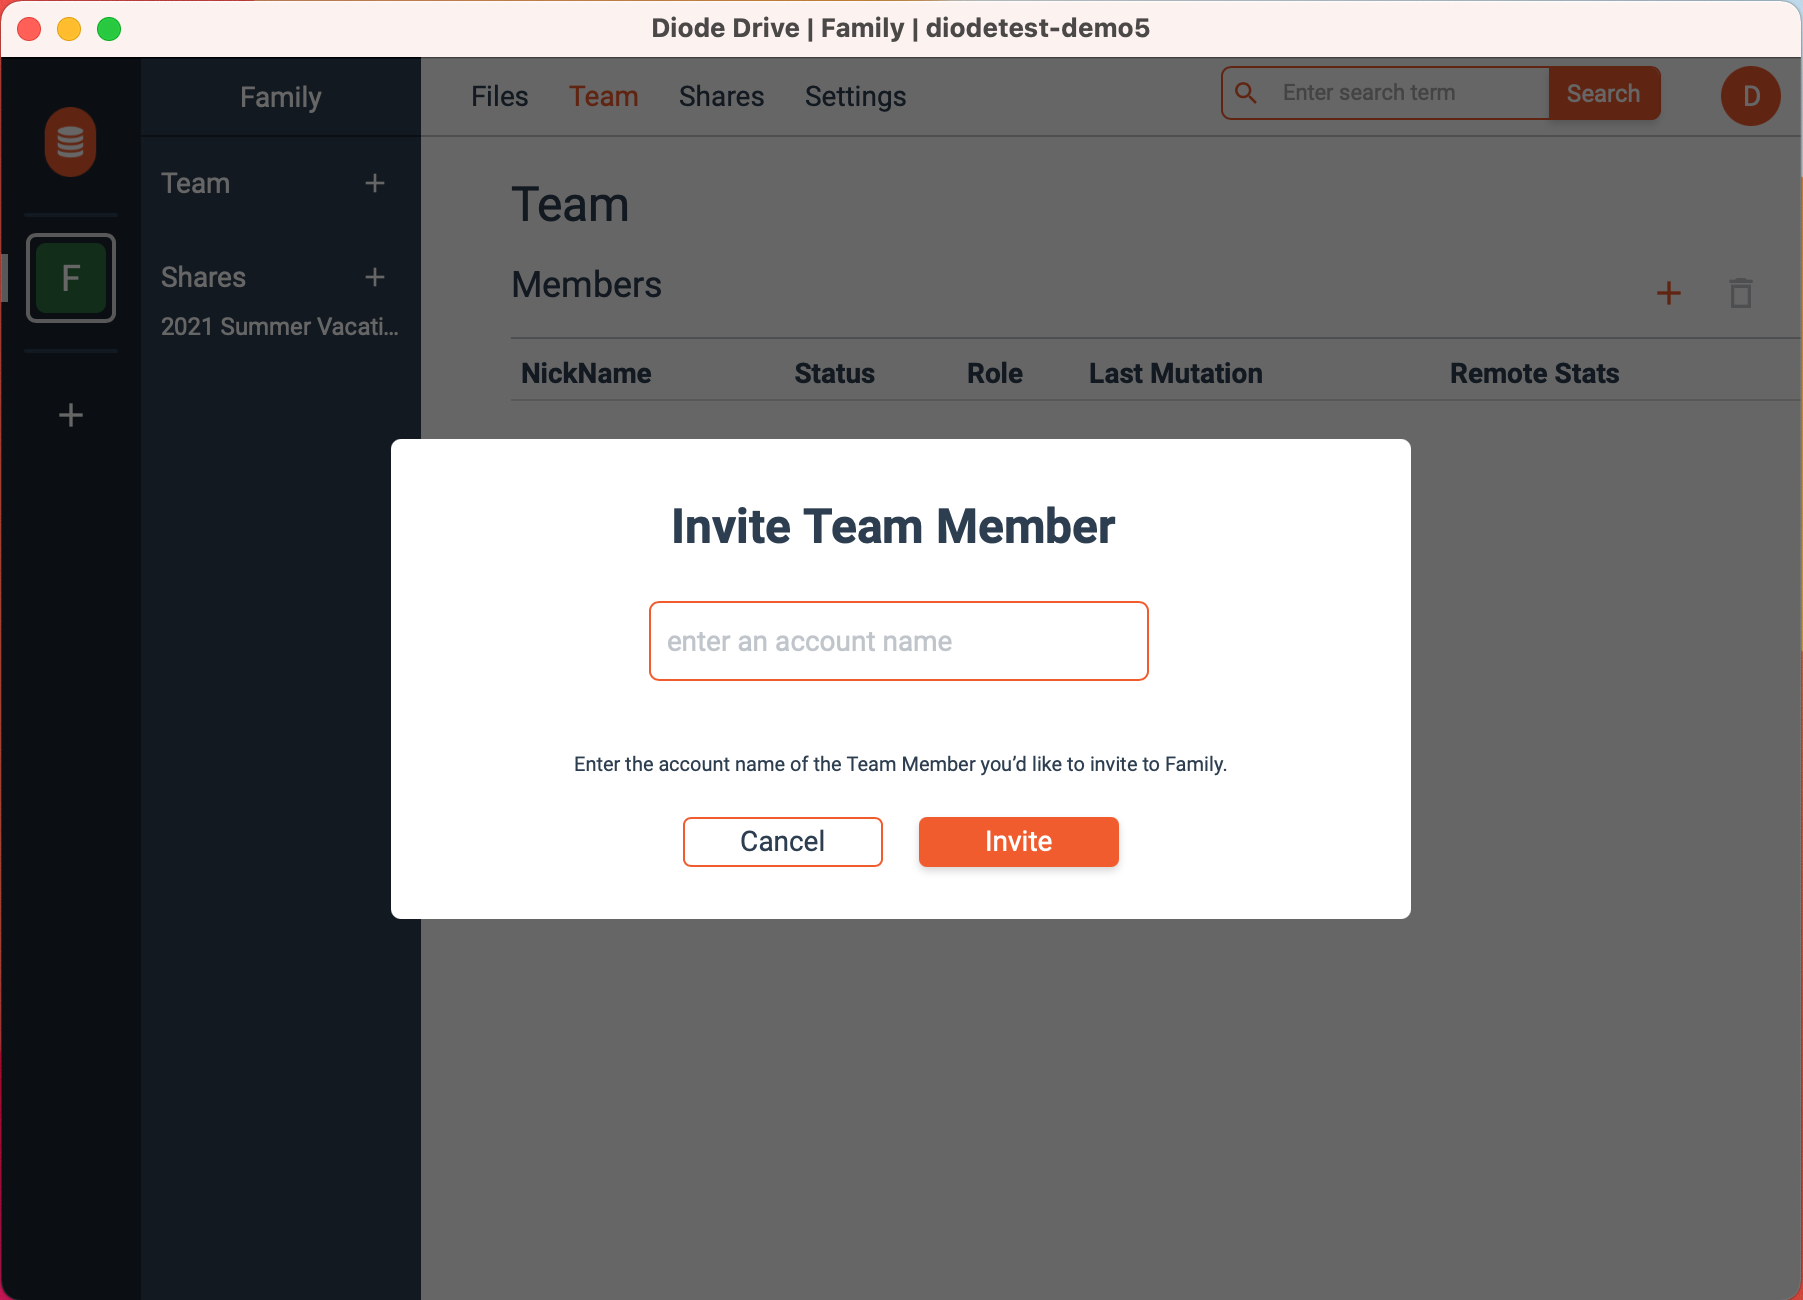 Diode Drive | Family | diodetest-demo5
Family
Files
Team
Shares
Settings
Enter search term
Search
D
Team
Shares
2021 Summer Vacati...
F
Team
Members
NickName
Status
Role
Last Mutation
Remote Stats
Invite Team Member
enter an account name
Enter the account name of the Team Member you’d like to invite to Family.
Cancel
Invite